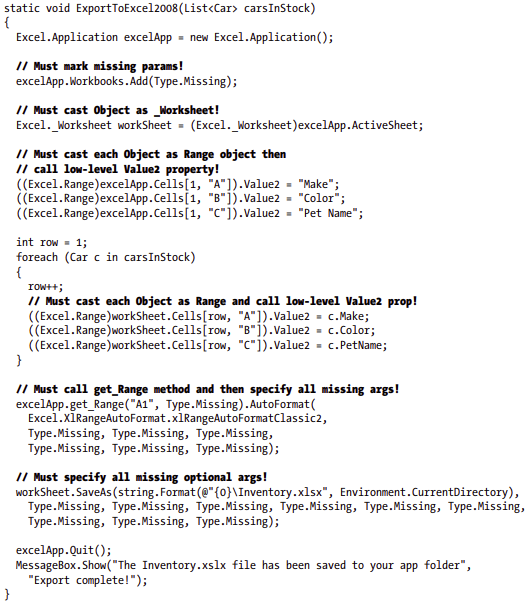 static void ExportToExcel2008(List<Car> carsInStock)
{
  Excel.Application excelApp = new Excel.Application();

  // Must mark missing params!
  excelApp.Workbooks.Add(Type.Missing);

  // Must cast Object as _Worksheet!
  Excel._Worksheet workSheet = (Excel._Worksheet)excelApp.ActiveSheet;

  // Must cast each Object as Range object then
  // call low-level Value2 property!
  ((Excel.Range)excelApp.Cells[1, "A"]).Value2 = "Make";
  ((Excel.Range)excelApp.Cells[1, "B"]).Value2 = "Color";
  ((Excel.Range)excelApp.Cells[1, "C"]).Value2 = "Pet Name";

  int row = 1;
  foreach (Car c in carsInStock)
  {
    row++;
    // Must cast each Object as Range and call low-level Value2 prop!
    ((Excel.Range)workSheet.Cells[row, "A"]).Value2 = c.Make;
    ((Excel.Range)workSheet.Cells[row, "B"]).Value2 = c.Color;
    ((Excel.Range)workSheet.Cells[row, "C"]).Value2 = c.PetName;
  }

  // Must call get_Range method and then specify all missing args!
  excelApp.get_Range("A1", Type.Missing).AutoFormat(
    Excel.XlRangeAutoFormat.xlRangeAutoFormatClassic2,
    Type.Missing, Type.Missing, Type.Missing,
    Type.Missing, Type.Missing, Type.Missing);

  // Must specify all missing optional args!
  workSheet.SaveAs(string.Format(@"{0}\Inventory.xlsx", Environment.CurrentDirectory),
    Type.Missing, Type.Missing, Type.Missing, Type.Missing, Type.Missing, Type.Missing,
    Type.Missing, Type.Missing, Type.Missing);

  excelApp.Quit();
  MessageBox.Show("The Inventory.xslx file has been saved to your app folder",
    "Export complete!");
}